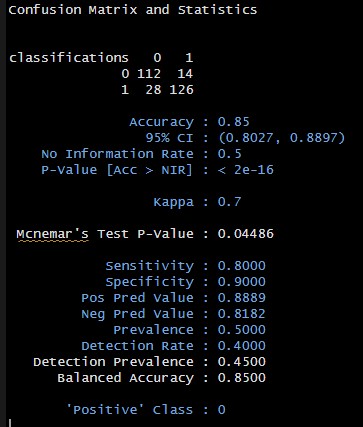 Confusion Matrix and Statistics
classifications 0 1
0 112 14
1 28 126
Accuracy : 0.85
95% CI : (0.8027, 0.8897)
No Information Rate : 0.5
P-Value [Acc > NIR] : < 2e-16
Kappa : 0.7
Mcnemar's Test P-Value : 0.04486
Sensitivity : 0.8000
Specificity : 0.9000
Pos Pred Value : 0.8889
Neg Pred Value : 0.8182
Prevalence : 0.5000
Detection Rate : 0.4000
Detection Prevalence : 0.4500
Balanced Accuracy : 0.8500
'Positive' Class : 0